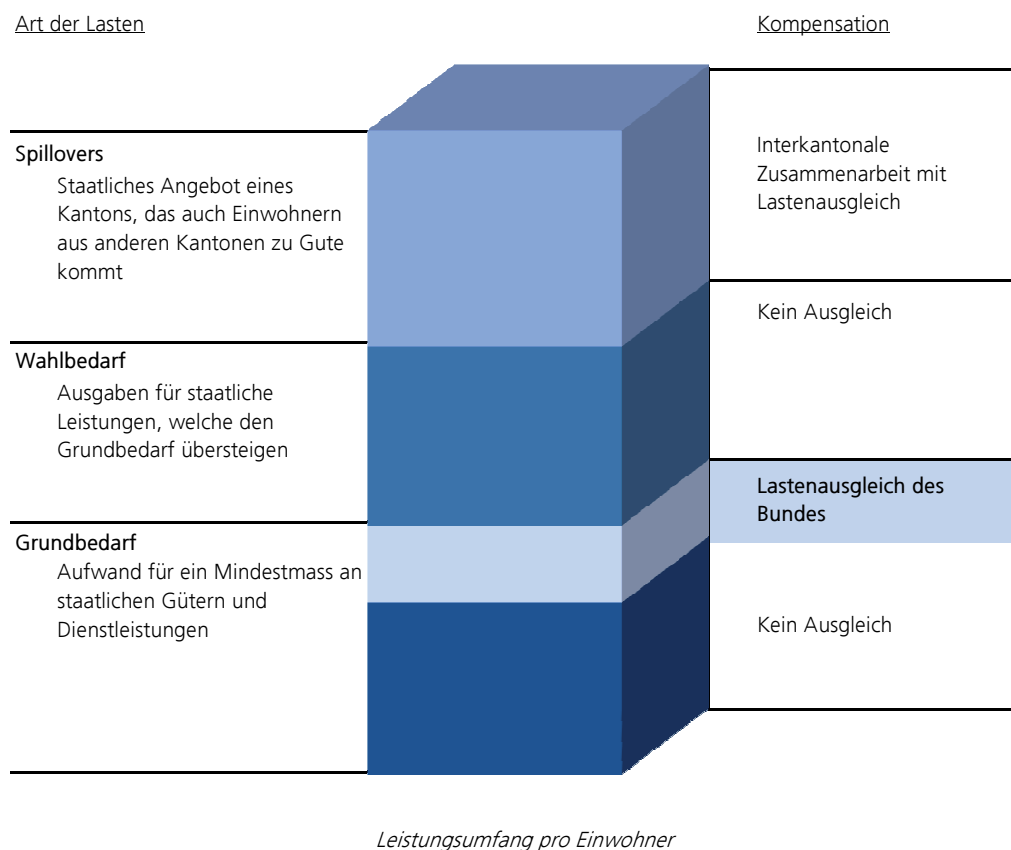 Art der Lasten
Kompensation
Spillovers
Staatliches Angebot eines
Kantons, das auch Einwohnern
aus anderen Kantonen zu Gute
kommt
Interkantonale
Zusammenarbeit mit
Lastenausgleich
Wahlbedarf
Ausgaben für staatliche
Leistungen, welche den
Grundbedarf übersteigen
Kein Ausgleich
Grundbedarf
Aufwand für ein Mindestmass an
staatlichen Gütern und
Dienstleistungen
Lastenausgleich des
Bundes
Kein Ausgleich
Leistungsumfang pro Einwohner